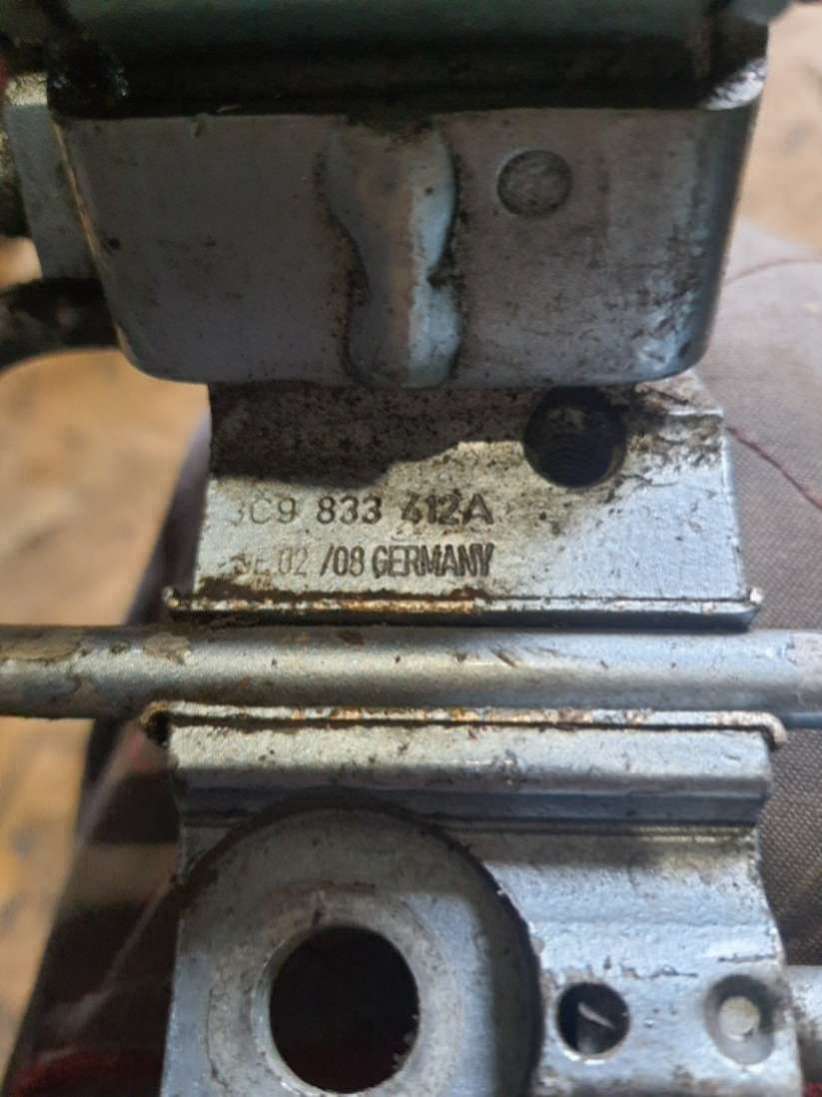 3C9 833 412A
02 /08 GERMANY